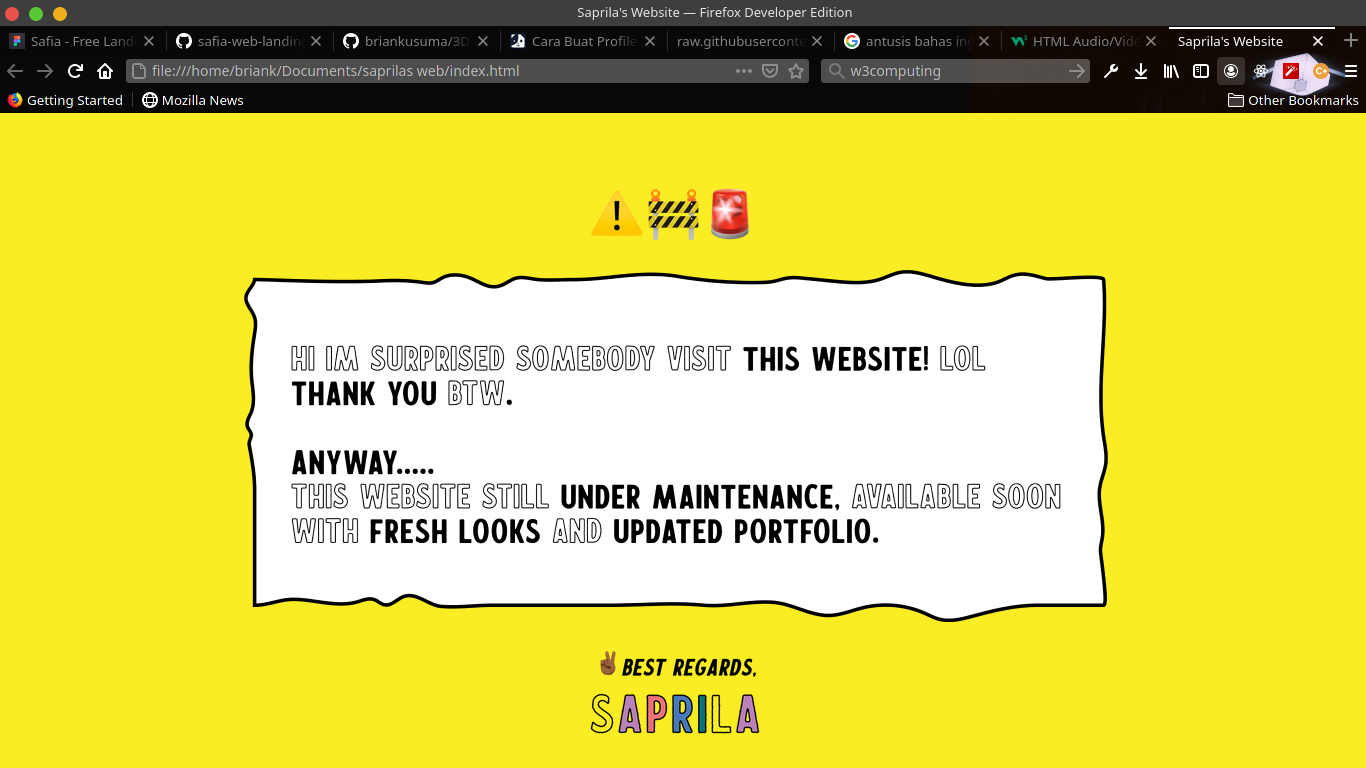 Saprila's Website — Firefox Developer Edition
Safia - Free Landi
safia-web-landin
briankusuma/3D
Cara Buat Profile
raw.githubuserconte
antusis bahas ing
HTML Audio/Vide
Saprila's Website
file:///home/briank/Documents/saprilas web/index.html
w3computing
Getting Started
Mozilla News
Other Bookmarks
HI IM SURPRISED SOMEBODY VISIT THIS WEBSITE! LOL
THANK YOU BTW.
ANYWAY.....
THIS WEBSITE STILL UNDER MAINTENANCE, AVAILABLE SOON
WITH FRESH LOOKS AND UPDATED PORTFOLIO.
BEST REGARDS,
SAPRILA